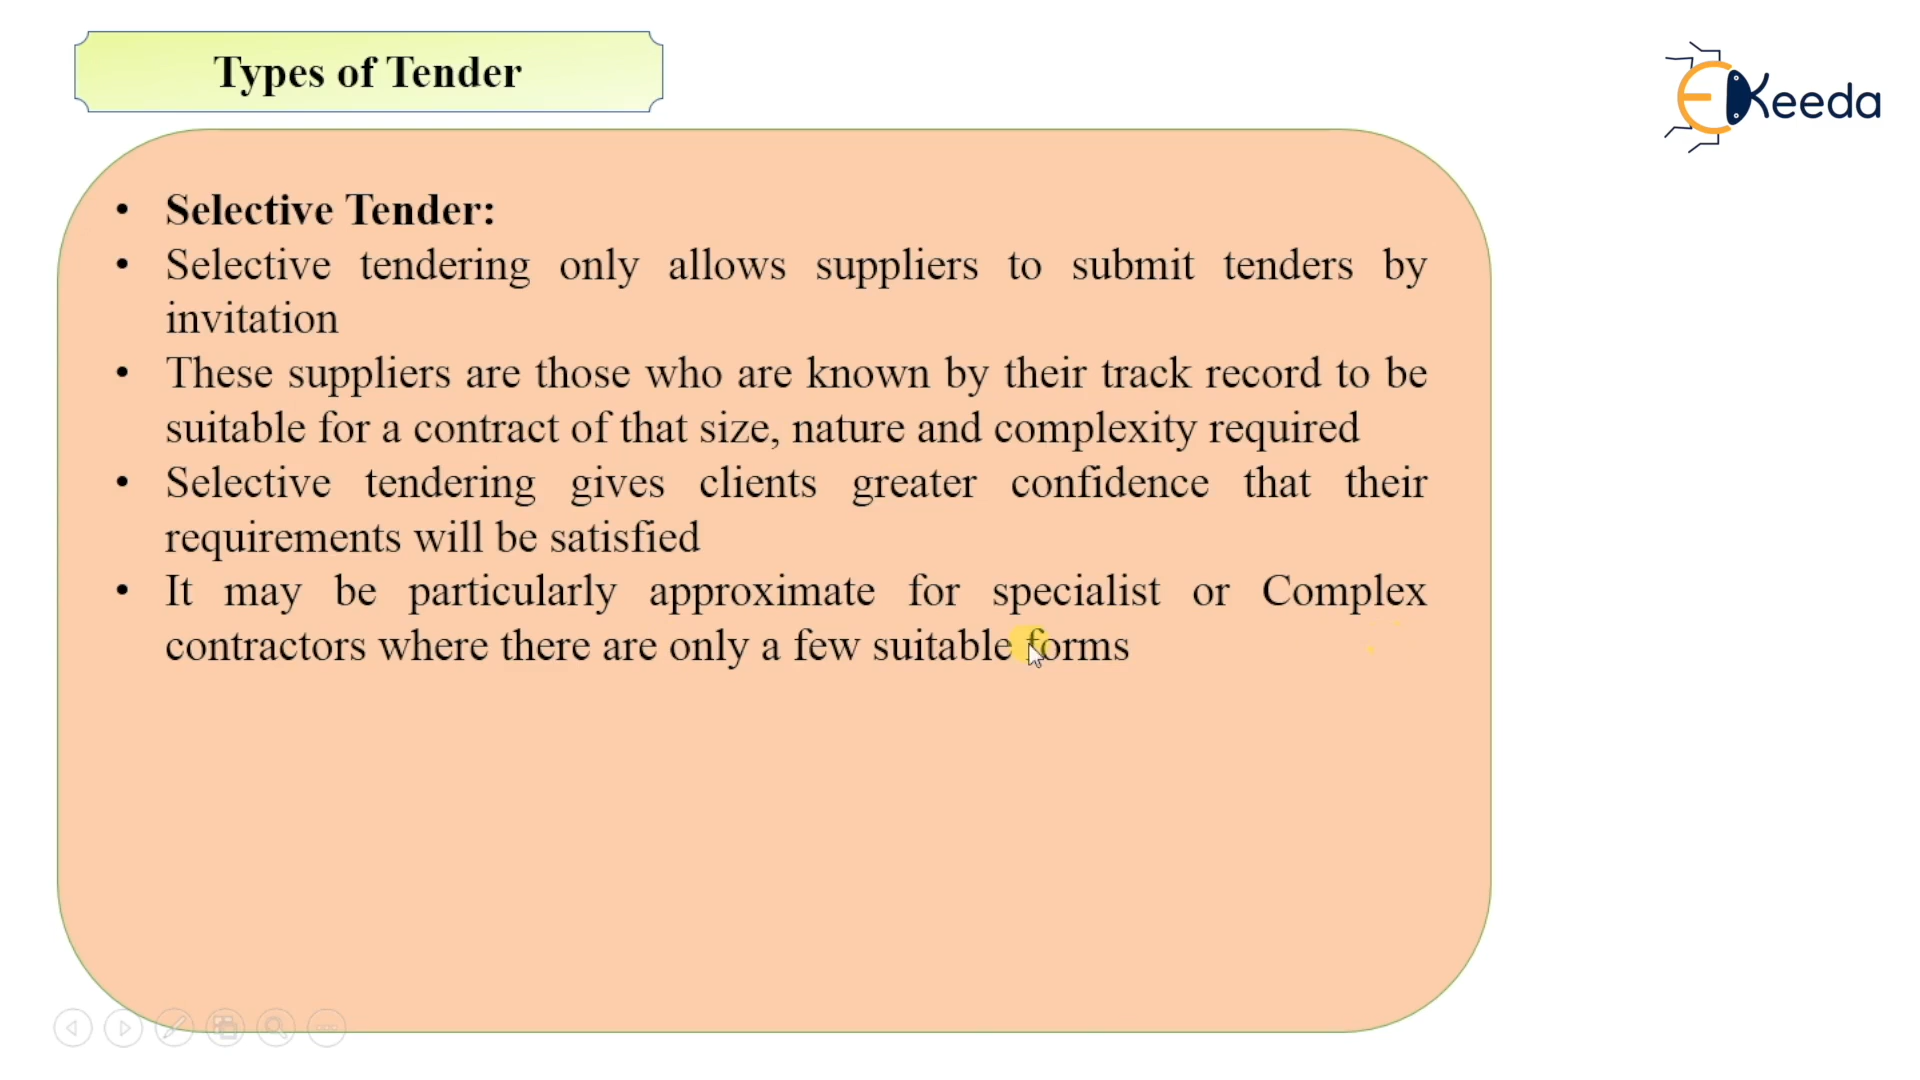 Types of Tender
EKeeda
• Selective Tender:
• Selective tendering only allows suppliers to submit tenders by
invitation
• These suppliers are those who are known by their track record to be
suitable for a contract of that size, nature and complexity required
• Selective tendering gives clients greater confidence that their
requirements will be satisfied
• It may be particularly approximate for specialist or Complex
contractors where there are only a few suitable forms